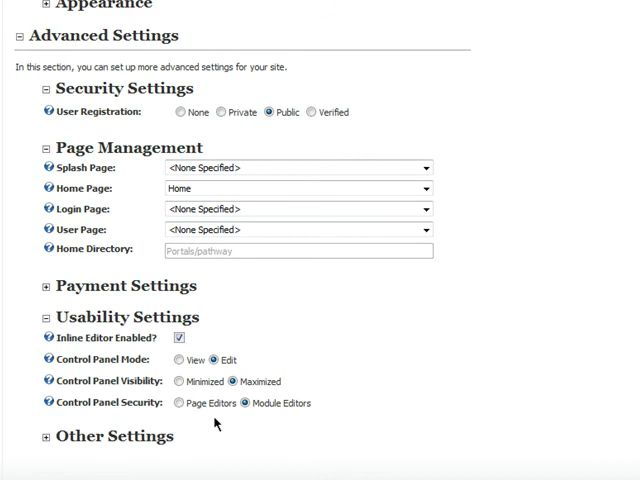 Appearance
Advanced Settings
In this section, you can set up more advanced settings for your site.
Security Settings
User Registration: None Private Public Verified
Page Management
Splash Page: <None Specified>
Home Page: Home
Login Page: <None Specified>
User Page: <None Specified>
Home Directory: Portals/pathway
Payment Settings
Usability Settings
Inline Editor Enabled?
Control Panel Mode: View Edit
Control Panel Visibility: Minimized Maximized
Control Panel Security: Page Editors Module Editors
Other Settings